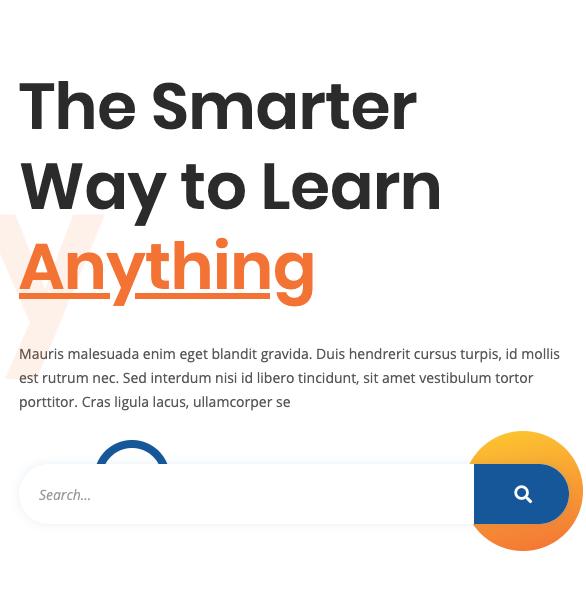 The Smarter
Way to Learn
Anything
Mauris malesuada enim eget blandit gravida. Duis hendrerit cursus turpis, id mollis
est rutrum nec. Sed interdum nisi id libero tincidunt, sit amet vestibulum tortor
porttitor. Cras ligula lacus, ullamcorper se
Search...
y